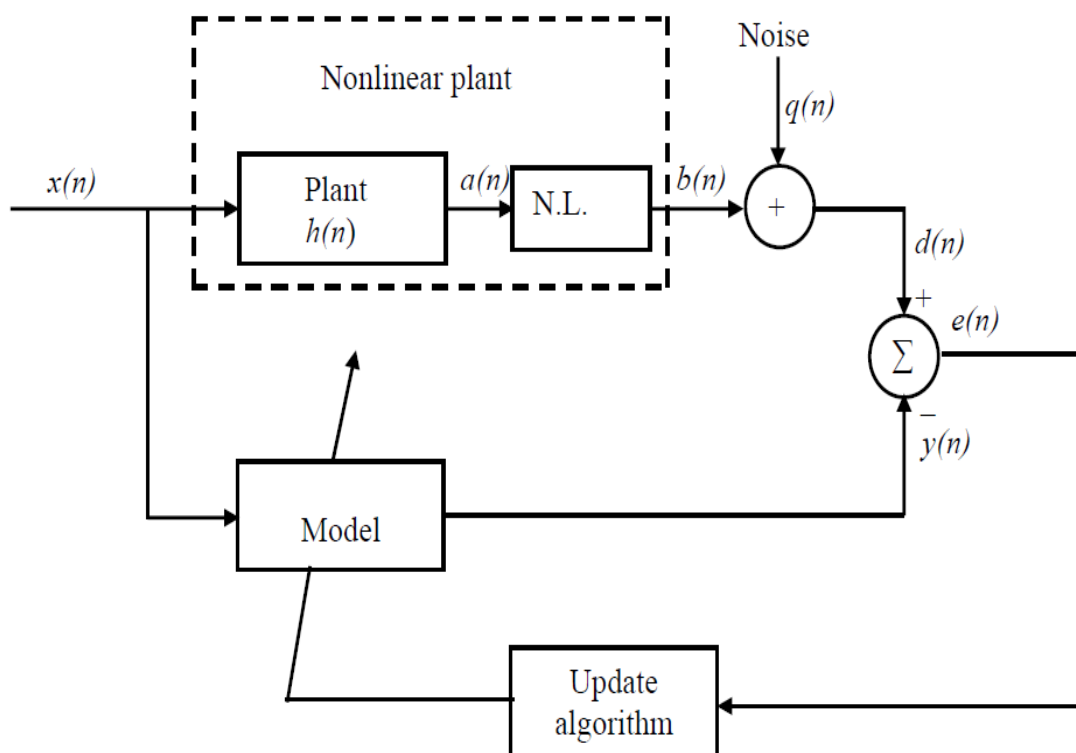 Noise
Nonlinear plant
q(n)
x(n)
Plant
h(n)
a(n)
N.L.
b(n)
+
d(n)
+
e(n)
Σ
−
y(n)
Model
Update
algorithm